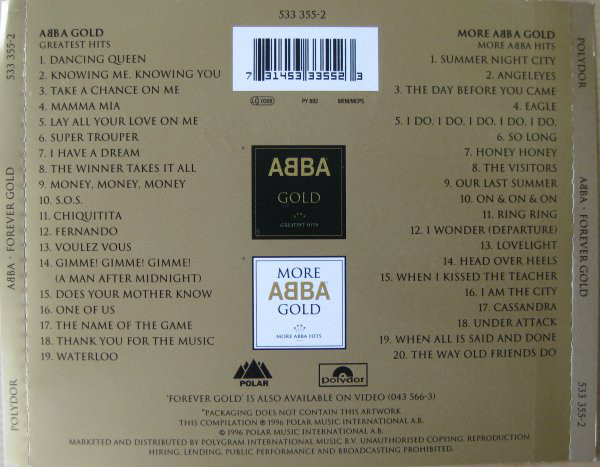 533 355-2
ABBA GOLD
GREATEST HITS
1. DANCING QUEEN
2. KNOWING ME, KNOWING YOU
3. TAKE A CHANCE ON ME
4. MAMMA MIA
5. LAY ALL YOUR LOVE ON ME
6. SUPER TROUPER
7. I HAVE A DREAM
8. THE WINNER TAKES IT ALL
9. MONEY, MONEY, MONEY
10. S.O.S.
11. CHIQUITITA
12. FERNANDO
13. VOULEZ VOUS
14. GIMME! GIMME! GIMME!
(A MAN AFTER MIDNIGHT)
15. DOES YOUR MOTHER KNOW
16. ONE OF US
17. THE NAME OF THE GAME
18. THANK YOU FOR THE MUSIC
19. WATERLOO
7 31453 33552 3
LC 0309 PY 892 BIEM/MCPS
ABBA
GOLD
GREATEST HITS
MORE
ABBA
GOLD
MORE ABBA HITS
MORE ABBA GOLD
MORE ABBA HITS
1. SUMMER NIGHT CITY
2. ANGELEYES
3. THE DAY BEFORE YOU CAME
4. EAGLE
5. I DO, I DO, I DO, I DO, I DO,
6. SO LONG
7. HONEY HONEY
8. THE VISITORS
9. OUR LAST SUMMER
10. ON & ON & ON
11. RING RING
12. I WONDER (DEPARTURE)
13. LOVELIGHT
14. HEAD OVER HEELS
15. WHEN I KISSED THE TEACHER
16. I AM THE CITY
17. CASSANDRA
18. UNDER ATTACK
19. WHEN ALL IS SAID AND DONE
20. THE WAY OLD FRIENDS DO
POLAR
polydor
'FOREVER GOLD' IS ALSO AVAILABLE ON VIDEO (043 566-3)
*PACKAGING DOES NOT CONTAIN THIS ARTWORK
THIS COMPILATION ℗ 1996 POLAR MUSIC INTERNATIONAL A.B.
© 1996 POLAR MUSIC INTERNATIONAL A.B.
MARKETED AND DISTRIBUTED BY POLYGRAM INTERNATIONAL MUSIC B.V. UNAUTHORISED COPYING, REPRODUCTION,
HIRING, LENDING, PUBLIC PERFORMANCE AND BROADCASTING PROHIBITED.
533 355-2
ABBA · FOREVER GOLD
POLYDOR
POLYDOR
ABBA · FOREVER GOLD
533 355-2